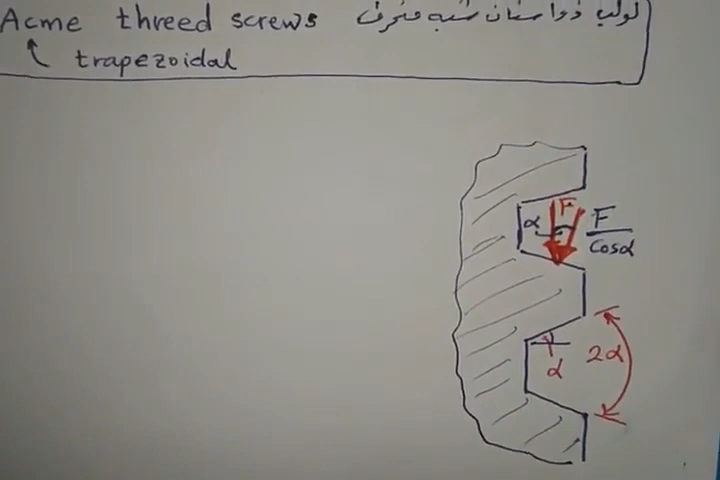 Acme threed screws لولب ذو اسنان شبه منحرف
trapezoidal
α F F/cosα
2α
α